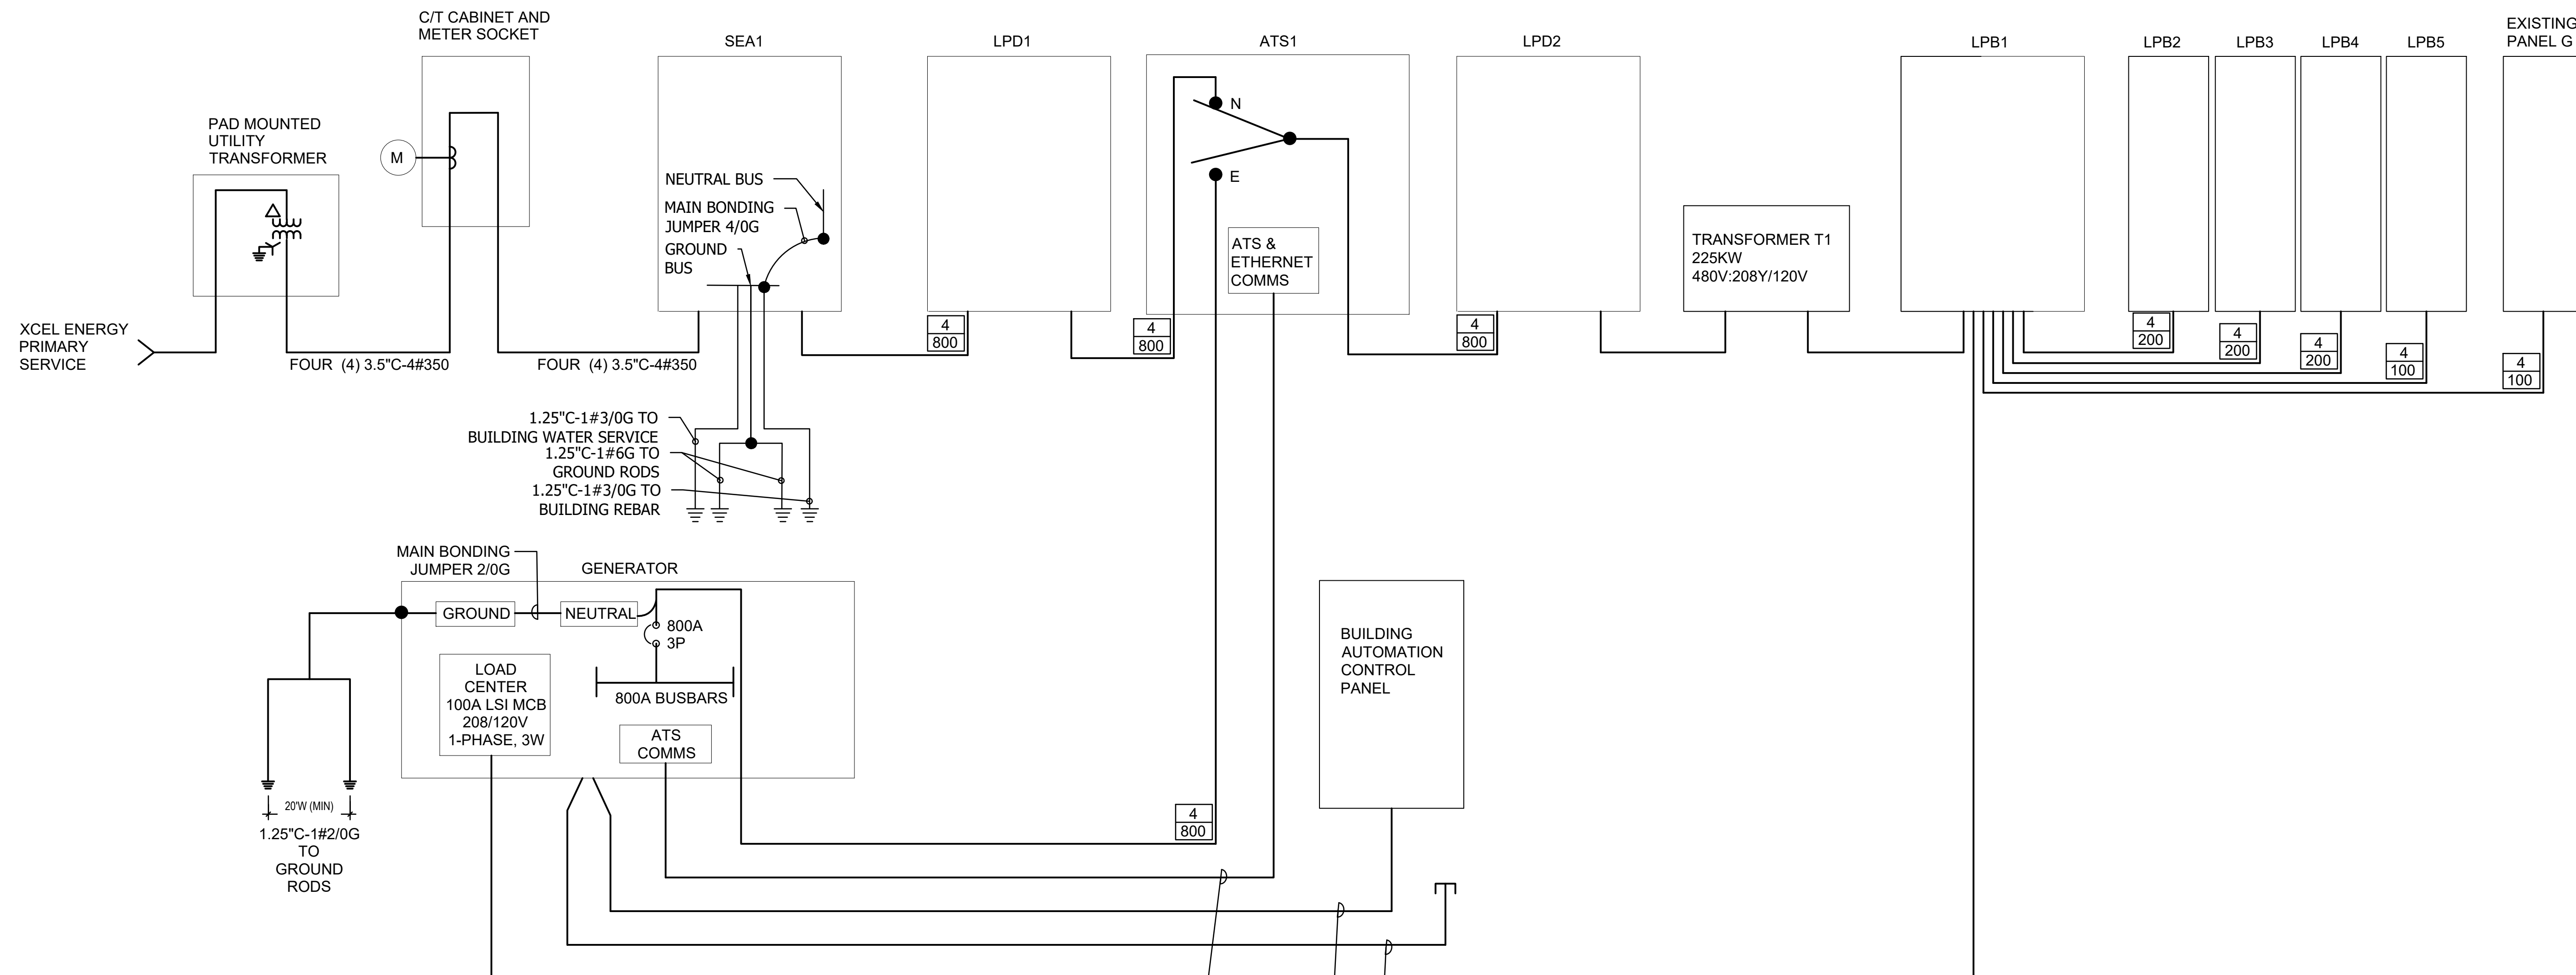 C/T CABINET AND
METER SOCKET
SEA1
LPD1
ATS1
LPD2
LPB1
LPB2
LPB3
LPB4
LPB5
EXISTING
PANEL G
PAD MOUNTED
UTILITY
TRANSFORMER
M
N
E
NEUTRAL BUS
MAIN BONDING
JUMPER 4/0G
GROUND
BUS
ATS &
ETHERNET
COMMS
TRANSFORMER T1
225KW
480V:208Y/120V
XCEL ENERGY
PRIMARY
SERVICE
FOUR (4) 3.5"C-4#350
FOUR (4) 3.5"C-4#350
4
800
4
800
4
800
4
200
4
200
4
200
4
100
4
100
1.25"C-1#3/0G TO
BUILDING WATER SERVICE
1.25"C-1#6G TO
GROUND RODS
1.25"C-1#3/0G TO
BUILDING REBAR
MAIN BONDING
JUMPER 2/0G
GENERATOR
GROUND
NEUTRAL
800A
3P
LOAD
CENTER
100A LSI MCB
208/120V
1-PHASE, 3W
800A BUSBARS
ATS
COMMS
BUILDING
AUTOMATION
CONTROL
PANEL
20'W (MIN)
1.25"C-1#2/0G
TO
GROUND
RODS
4
800